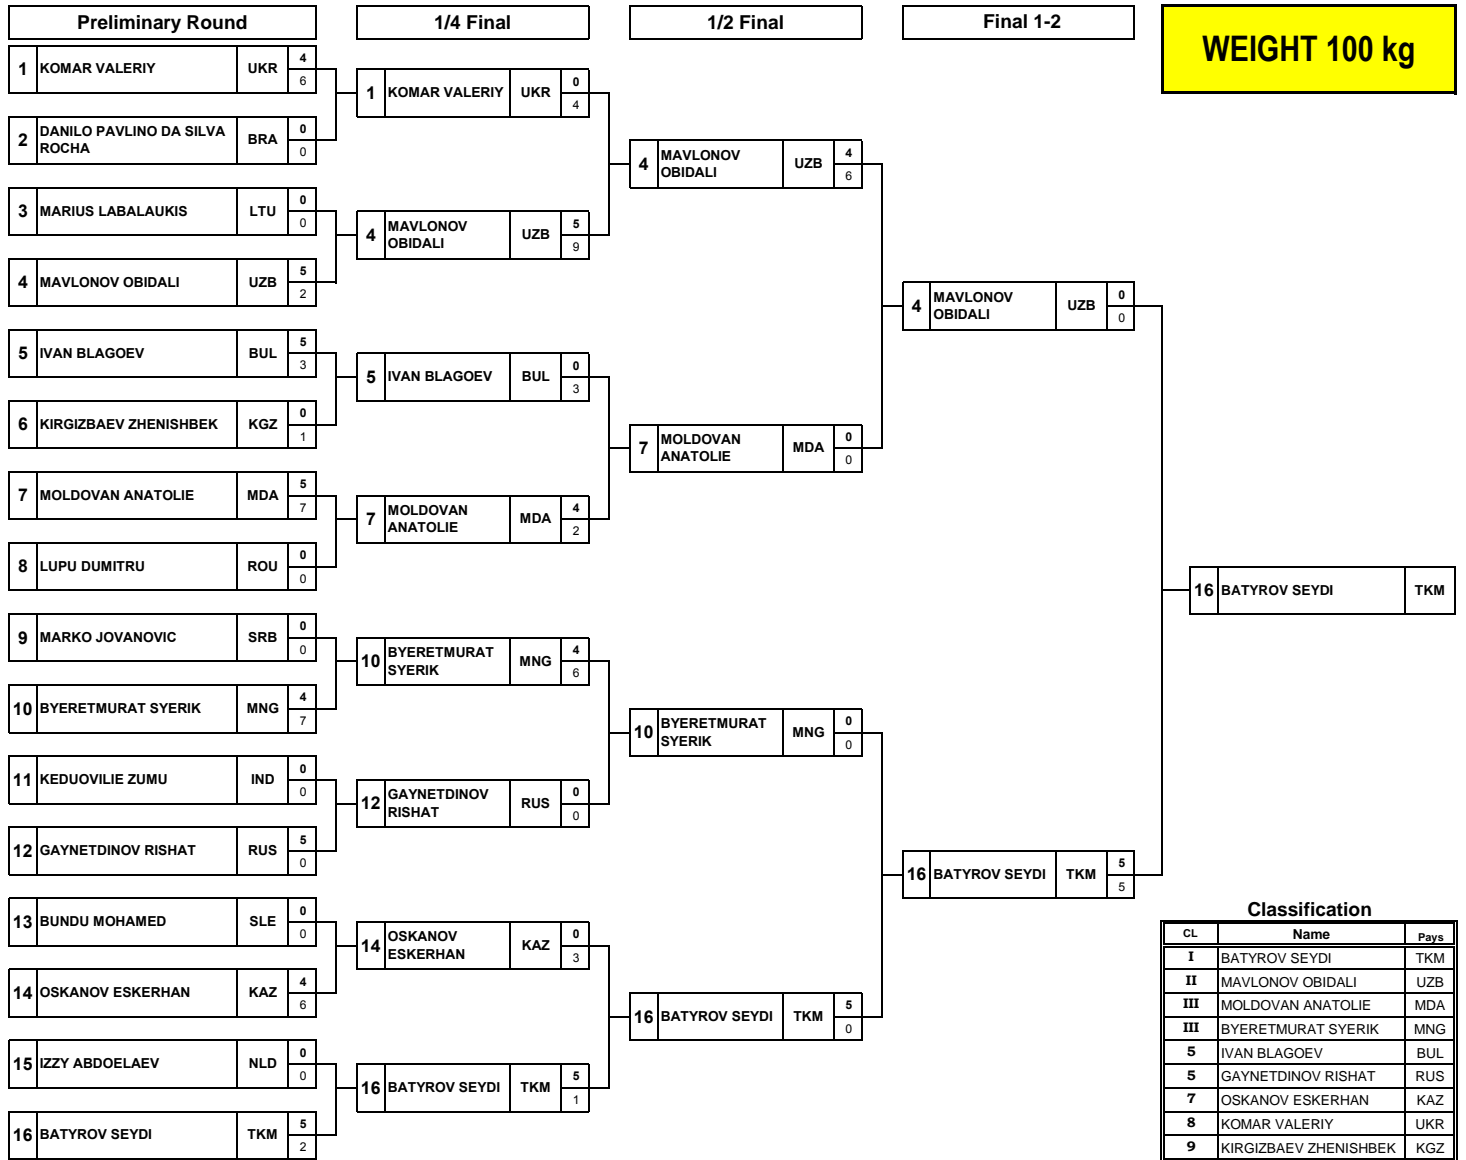 Preliminary Round
1/4 Final
1/2 Final
Final 1-2
WEIGHT 100 kg
1 KOMAR VALERIY UKR 4
6
2 DANILO PAVLINO DA SILVA
ROCHA BRA 0
0
3 MARIUS LABALAUKIS LTU 0
0
4 MAVLONOV OBIDALI UZB 5
2
5 IVAN BLAGOEV BUL 5
3
6 KIRGIZBAEV ZHENISHBEK KGZ 0
1
7 MOLDOVAN ANATOLIE MDA 5
7
8 LUPU DUMITRU ROU 0
0
9 MARKO JOVANOVIC SRB 0
0
10 BYERETMURAT SYERIK MNG 4
7
11 KEDUOVILIE ZUMU IND 0
0
12 GAYNETDINOV RISHAT RUS 5
0
13 BUNDU MOHAMED SLE 0
0
14 OSKANOV ESKERHAN KAZ 4
6
15 IZZY ABDOELAEV NLD 0
0
16 BATYROV SEYDI TKM 5
2
1 KOMAR VALERIY UKR 0
4
4 MAVLONOV
OBIDALI UZB 5
9
5 IVAN BLAGOEV BUL 0
3
7 MOLDOVAN
ANATOLIE MDA 4
2
10 BYERETMURAT
SYERIK MNG 4
6
12 GAYNETDINOV
RISHAT RUS 0
0
14 OSKANOV
ESKERHAN KAZ 0
3
16 BATYROV SEYDI TKM 5
1
4 MAVLONOV
OBIDALI UZB 4
6
7 MOLDOVAN
ANATOLIE MDA 0
0
10 BYERETMURAT
SYERIK MNG 0
0
16 BATYROV SEYDI TKM 5
0
4 MAVLONOV
OBIDALI UZB 0
0
16 BATYROV SEYDI TKM 5
5
16 BATYROV SEYDI TKM
Classification
CL Name Pays
I BATYROV SEYDI TKM
II MAVLONOV OBIDALI UZB
III MOLDOVAN ANATOLIE MDA
III BYERETMURAT SYERIK MNG
5 IVAN BLAGOEV BUL
5 GAYNETDINOV RISHAT RUS
7 OSKANOV ESKERHAN KAZ
8 KOMAR VALERIY UKR
9 KIRGIZBAEV ZHENISHBEK KGZ